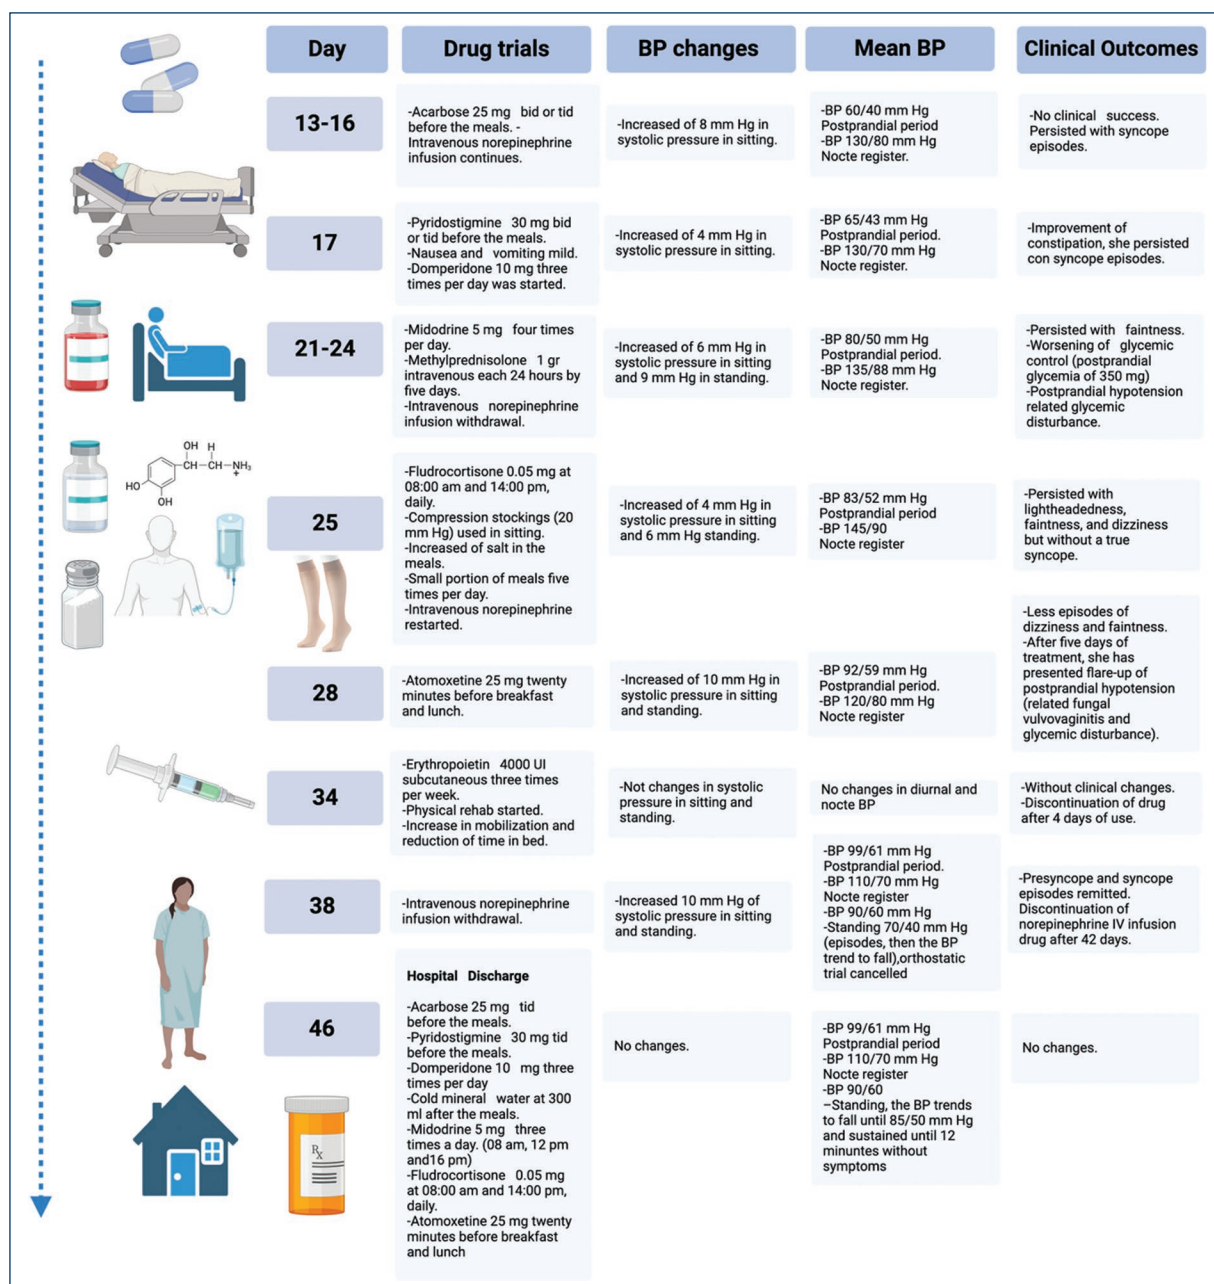 Day
Drug trials
BP changes
Mean BP
Clinical Outcomes
13-16
-Acarbose 25 mg bid or tid
before the meals. -
Intravenous norepinephrine
infusion continues.
-Increased of 8 mm Hg in
systolic pressure in sitting.
-BP 60/40 mm Hg
Postprandial period
-BP 130/80 mm Hg
Nocte register.
-No clinical success.
Persisted with syncope
episodes.
17
-Pyridostigmine 30 mg bid
or tid before the meals.
-Nausea and vomiting mild.
-Domperidone 10 mg three
times per day was started.
-Increased of 4 mm Hg in
systolic pressure in sitting.
-BP 65/43 mm Hg
Postprandial period.
-BP 130/70 mm Hg
Nocte register.
-Improvement of
constipation, she persisted
con syncope episodes.
21-24
-Midodrine 5 mg four times
per day.
-Methylprednisolone 1 gr
intravenous each 24 hours by
five days.
-Intravenous norepinephrine
infusion withdrawal.
-Increased of 6 mm Hg in
systolic pressure in sitting
and 9 mm Hg in standing.
-BP 80/50 mm Hg
Postprandial period.
-BP 135/88 mm Hg
Nocte register.
-Persisted with faintness.
-Worsening of glycemic
control (postprandial
glycemia of 350 mg)
-Postprandial hypotension
related glycemic
disturbance.
OH H
CH-CH-NH3
+
HO
OH
25
-Fludrocortisone 0.05 mg at
08:00 am and 14:00 pm,
daily.
-Compression stockings (20
mm Hg) used in sitting.
-Increased of salt in the
meals.
-Small portion of meals five
times per day.
-Intravenous norepinephrine
restarted.
-Increased of 4 mm Hg in
systolic pressure in sitting
and 6 mm Hg standing.
-BP 83/52 mm Hg
Postprandial period
-BP 145/90
Nocte register
-Persisted with
lightheadedness,
faintness, and dizziness
but without a true
syncope.
28
-Atomoxetine 25 mg twenty
minutes before breakfast
and lunch.
-Increased of 10 mm Hg in
systolic pressure in sitting
and standing.
-BP 92/59 mm Hg
Postprandial period.
-BP 120/80 mm Hg
Nocte register
-Less episodes of
dizziness and faintness.
-After five days of
treatment, she has
presented flare-up of
postprandial hypotension
(related fungal
vulvovaginitis and
glycemic disturbance).
34
-Erythropoietin 4000 UI
subcutaneous three times
per week.
-Physical rehab started.
-Increase in mobilization and
reduction of time in bed.
-Not changes in systolic
pressure in sitting and
standing.
No changes in diurnal and
nocte BP
-Without clinical changes.
-Discontinuation of drug
after 4 days of use.
38
-Intravenous norepinephrine
infusion withdrawal.
-Increased 10 mm Hg of
systolic pressure in sitting
and standing.
-BP 99/61 mm Hg
Postprandial period.
-BP 110/70 mm Hg
Nocte register
-BP 90/60 mm Hg
-Standing 70/40 mm Hg
(episodes, then the BP
trend to fall),orthostatic
trial cancelled
-Presyncope and syncope
episodes remitted.
Discontinuation of
norepinephrine IV infusion
drug after 42 days.
46
Hospital Discharge
-Acarbose 25 mg tid
before the meals.
-Pyridostigmine 30 mg tid
before the meals.
-Domperidone 10 mg three
times per day
-Cold mineral water at 300
ml after the meals.
-Midodrine 5 mg three
times a day. (08 am, 12 pm
and16 pm)
-Fludrocortisone 0.05 mg
at 08:00 am and 14:00 pm,
daily.
-Atomoxetine 25 mg twenty
minutes before breakfast
and lunch
No changes.
-BP 99/61 mm Hg
Postprandial period
-BP 110/70 mm Hg
Nocte register
-BP 90/60
–Standing, the BP trends
to fall until 85/50 mm Hg
and sustained until 12
minuntes without
symptoms
No changes.
Rx